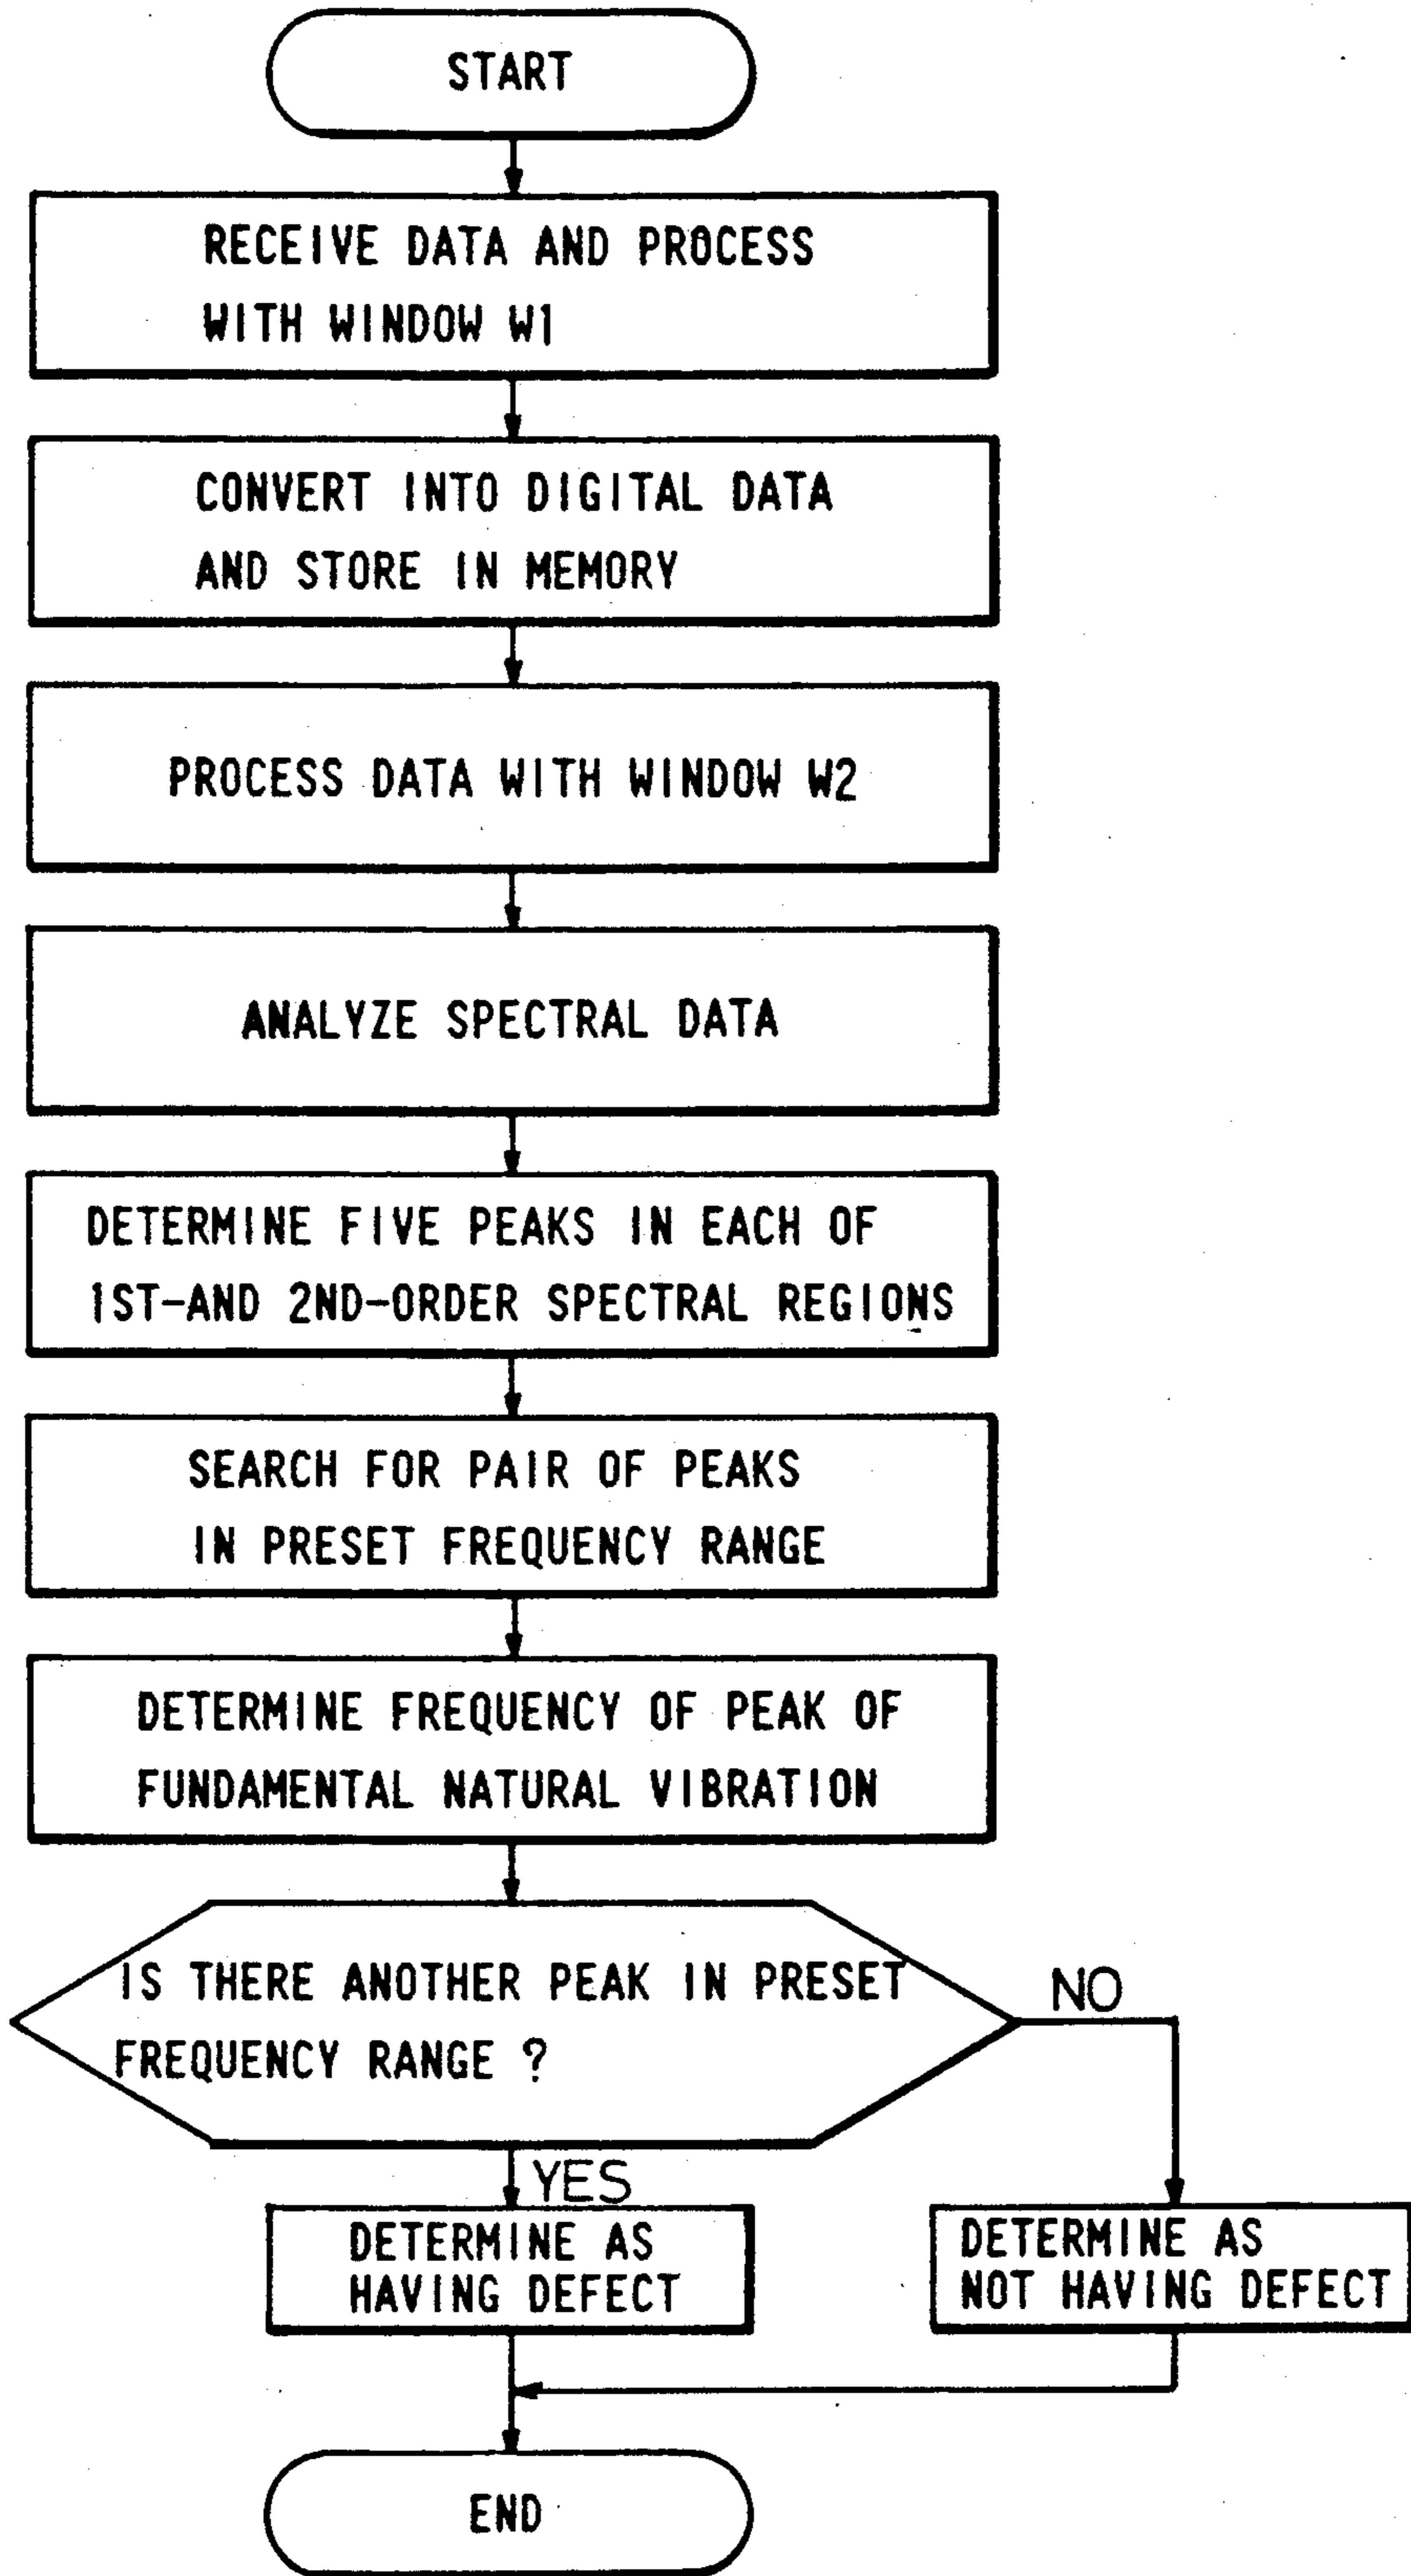 START
RECEIVE DATA AND PROCESS
WITH WINDOW W1
CONVERT INTO DIGITAL DATA
AND STORE IN MEMORY
PROCESS DATA WITH WINDOW W2
ANALYZE SPECTRAL DATA
DETERMINE FIVE PEAKS IN EACH OF
1ST-AND 2ND-ORDER SPECTRAL REGIONS
SEARCH FOR PAIR OF PEAKS
IN PRESET FREQUENCY RANGE
DETERMINE FREQUENCY OF PEAK OF
FUNDAMENTAL NATURAL VIBRATION
IS THERE ANOTHER PEAK IN PRESET
FREQUENCY RANGE ?
NO
YES
DETERMINE AS
HAVING DEFECT
DETERMINE AS
NOT HAVING DEFECT
END